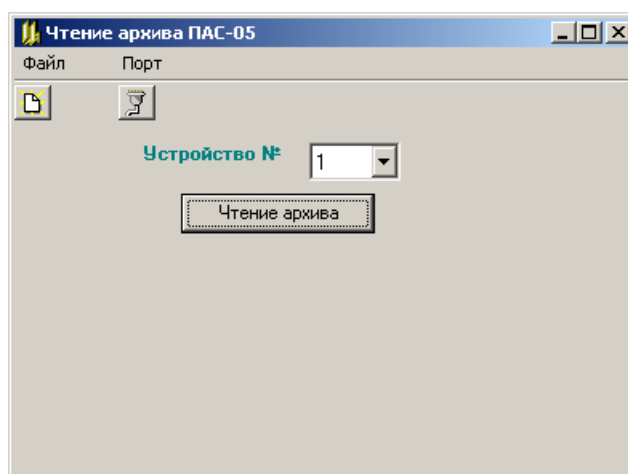 Чтение архива ПАС-05
Файл Порт
Устройство № 1
Чтение архива